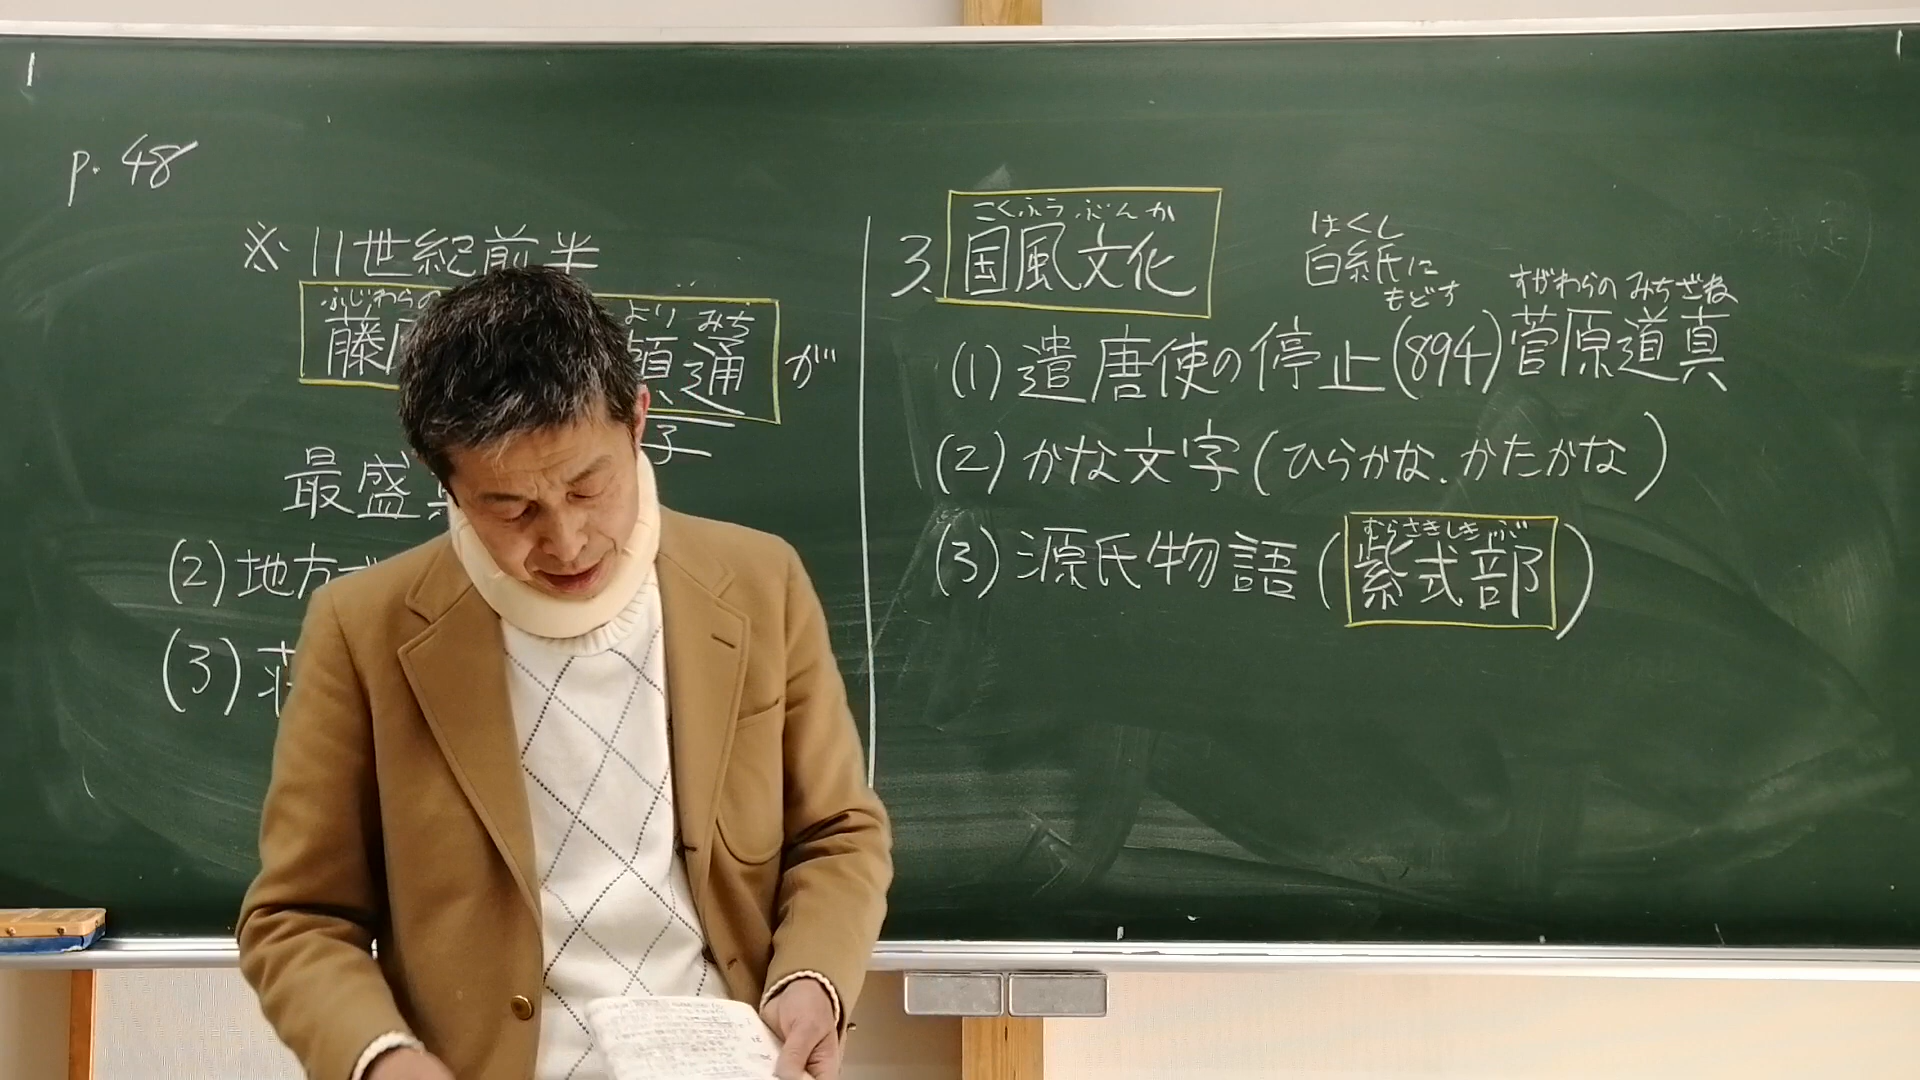 p. 48
※ 11世紀前半
ふじわらの より みち
藤 頼通 が
子
最盛
(2) 地方
(3)
こくふうぶんか
3. 国風文化
はくし
白紙に
もどす
すがわらの みちざね
(1) 遣唐使の停止(894) 菅原道真
(2) かな文字(ひらかな.かたかな)
むらさきしきぶ
(3) 源氏物語(紫式部)